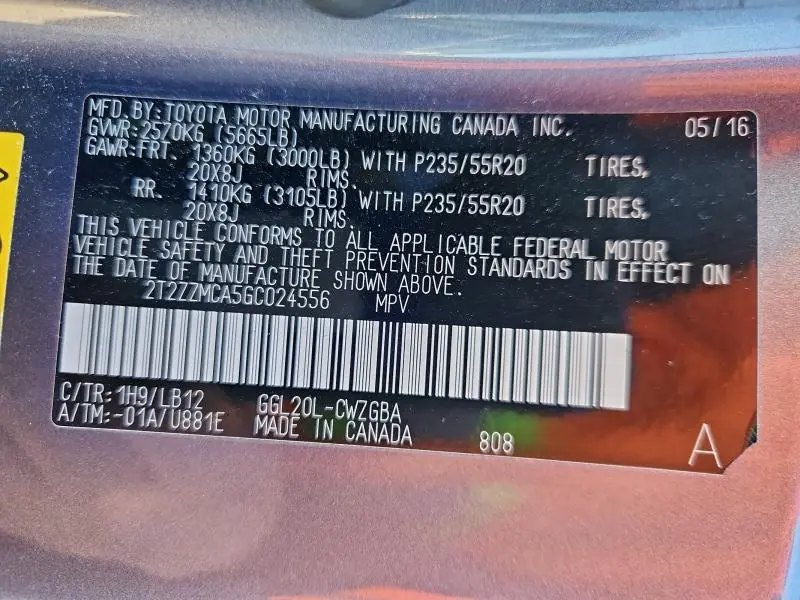 MFD. BY: TOYOTA MOTOR MANUFACTURING CANADA INC. 05/16
GVWR: 2570KG (5665LB)
GAWR: FRT. 1360KG (3000LB) WITH P235/55R20 TIRES,
20X8J RIMS.
RR. 1410KG (3105LB) WITH P235/55R20 TIRES,
20X8J RIMS.
THIS VEHICLE CONFORMS TO ALL APPLICABLE FEDERAL MOTOR
VEHICLE SAFETY AND THEFT PREVENTION STANDARDS IN EFFECT ON
THE DATE OF MANUFACTURE SHOWN ABOVE.
2T2ZZMCA5GC024556 MPV
C/TR: 1H9/LB12 GGL20L-CWZGBA
A/TM: -01A/U881E MADE IN CANADA 808 A